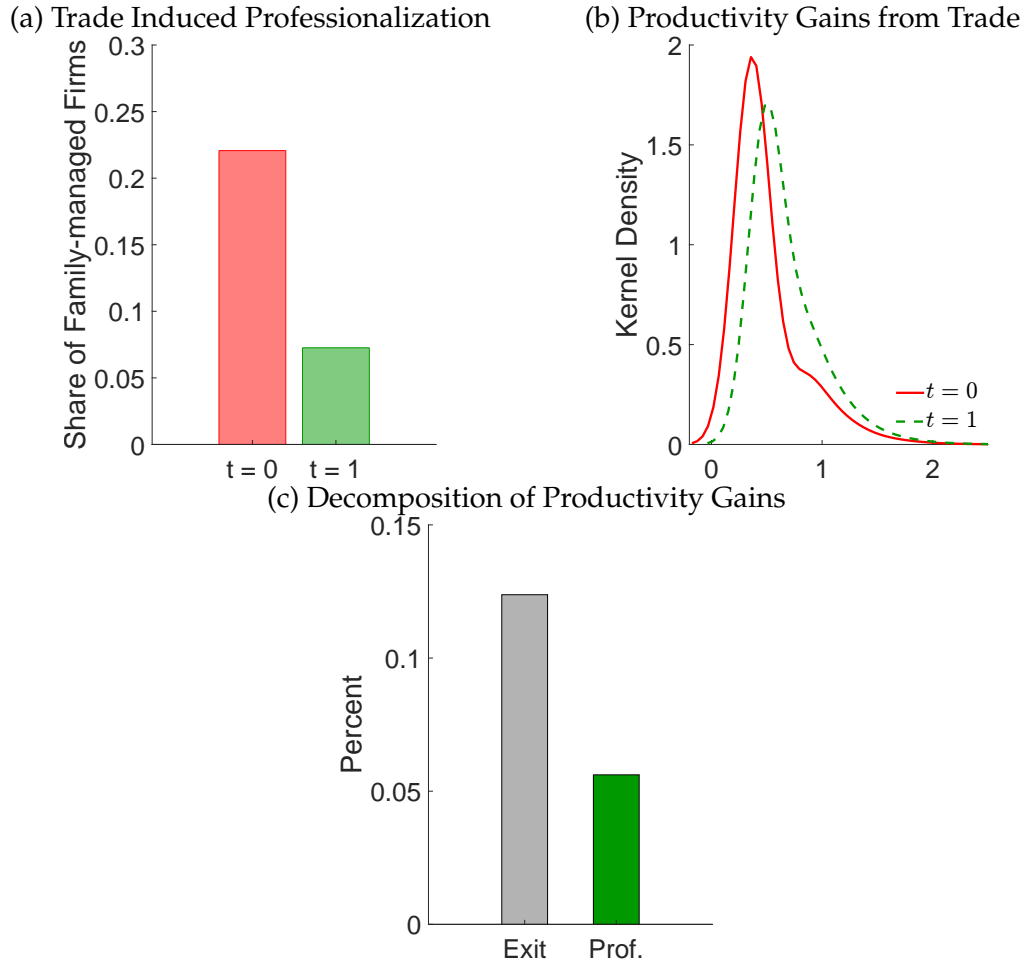 (a) Trade Induced Professionalization
Share of Family-managed Firms
0.3
0.25
0.2
0.15
0.1
0.05
0
t = 0
t = 1
(b) Productivity Gains from Trade
Kernel Density
2
1.5
1
0.5
0
0
1
2
t = 0
t = 1
(c) Decomposition of Productivity Gains
Percent
0.15
0.1
0.05
0
Exit
Prof.